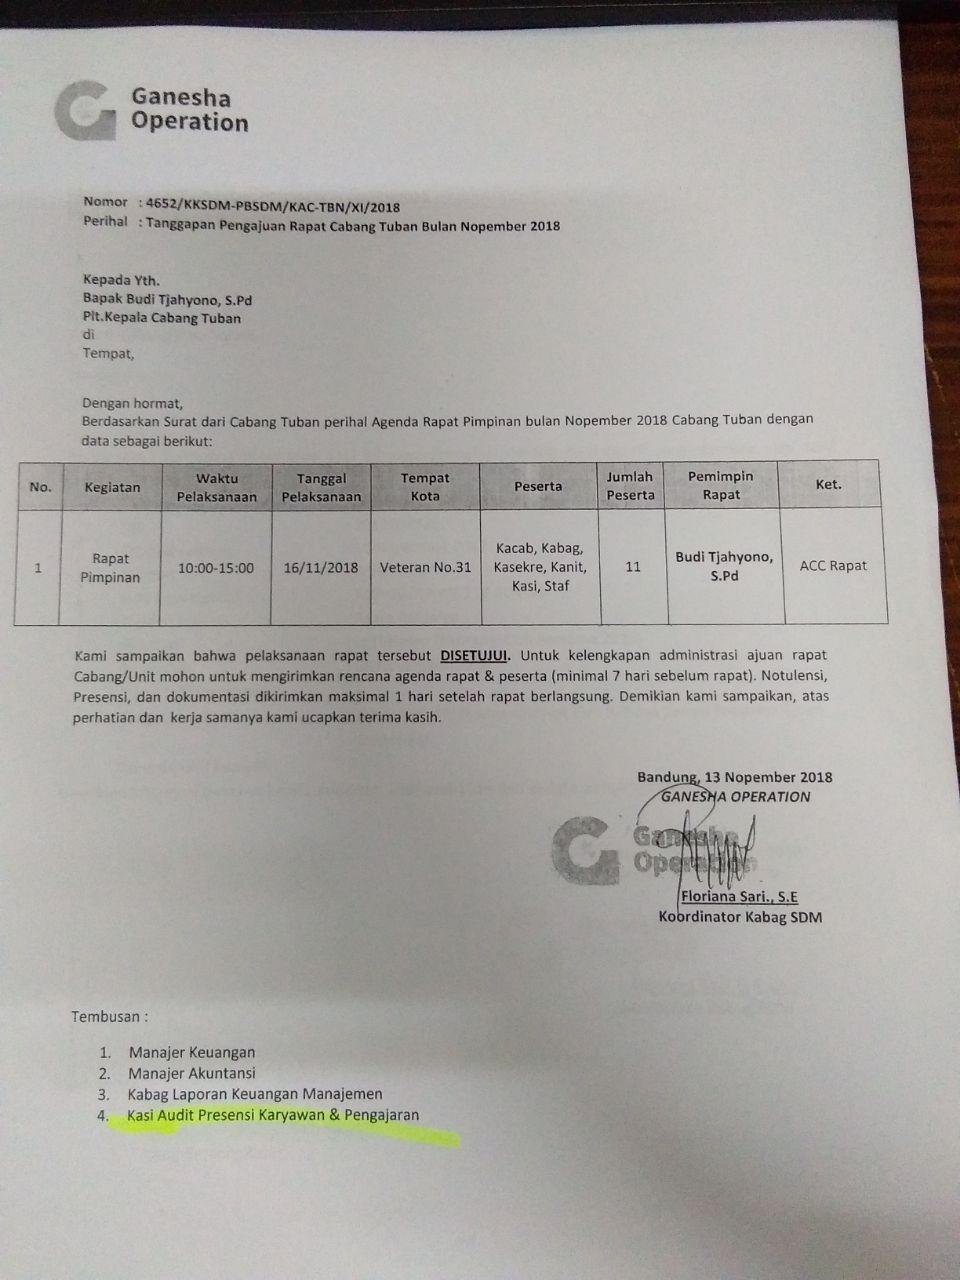 Ganesha
Operation
Nomor : 4652/KKSDM-PBSDM/KAC-TBN/XI/2018
Perihal : Tanggapan Pengajuan Rapat Cabang Tuban Bulan Nopember 2018
Kepada Yth.
Bapak Budi Tjahyono, S.Pd
Plt.Kepala Cabang Tuban
di
Tempat,
Dengan hormat,
Berdasarkan Surat dari Cabang Tuban perihal Agenda Rapat Pimpinan bulan Nopember 2018 Cabang Tuban dengan
data sebagai berikut:
No. Kegiatan Waktu Pelaksanaan Tanggal Pelaksanaan Tempat Kota Peserta Jumlah Peserta Pemimpin Rapat Ket.
1 Rapat Pimpinan 10:00-15:00 16/11/2018 Veteran No.31 Kacab, Kabag, Kasekre, Kanit, Kasi, Staf 11 Budi Tjahyono, S.Pd ACC Rapat
Kami sampaikan bahwa pelaksanaan rapat tersebut DISETUJUI. Untuk kelengkapan administrasi ajuan rapat
Cabang/Unit mohon untuk mengirimkan rencana agenda rapat & peserta (minimal 7 hari sebelum rapat). Notulensi,
Presensi, dan dokumentasi dikirimkan maksimal 1 hari setelah rapat berlangsung. Demikian kami sampaikan, atas
perhatian dan kerja samanya kami ucapkan terima kasih.
Bandung, 13 Nopember 2018
GANESHA OPERATION
Ganesha
Operation
Floriana Sari., S.E
Koordinator Kabag SDM
Tembusan :
1. Manajer Keuangan
2. Manajer Akuntansi
3. Kabag Laporan Keuangan Manajemen
4. Kasi Audit Presensi Karyawan & Pengajaran